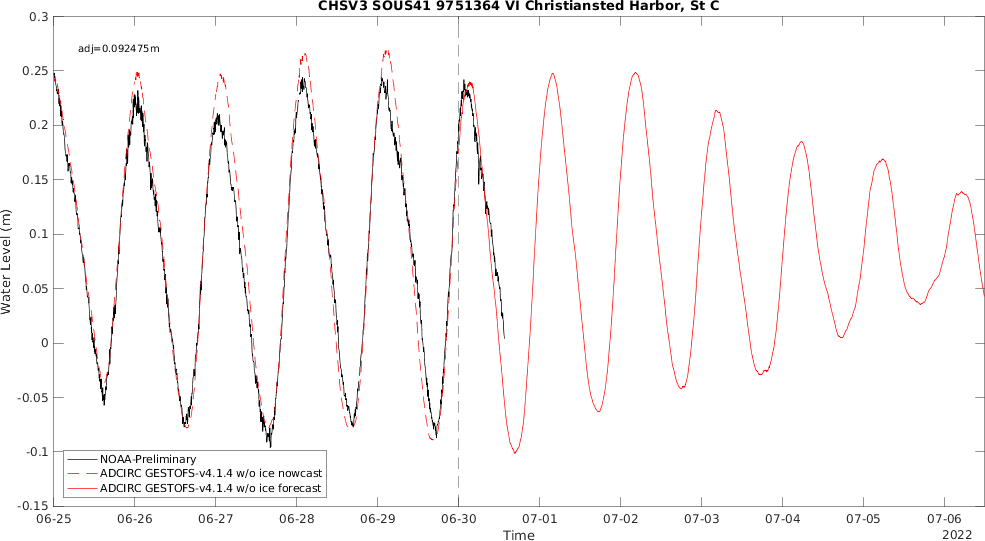 CHSV3 SOUS41 9751364 VI Christiansted Harbor, St C
adj=0.092475m
0.3
0.25
0.2
0.15
0.1
0.05
0
-0.05
-0.1
-0.15
Water Level (m)
NOAA-Preliminary
ADCIRC GESTOFS-v4.1.4 w/o ice nowcast
ADCIRC GESTOFS-v4.1.4 w/o ice forecast
06-25 06-26 06-27 06-28 06-29 06-30 07-01 07-02 07-03 07-04 07-05 07-06
Time
2022